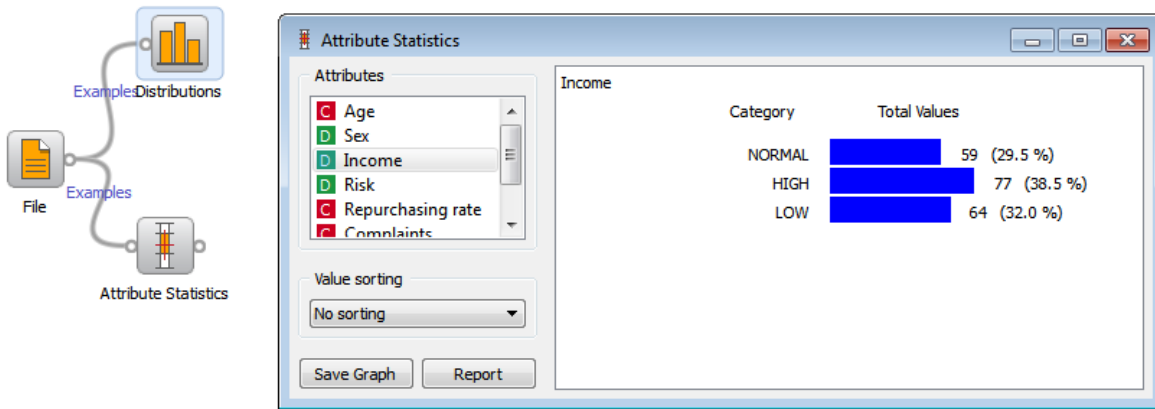 Examples
Distributions
File
Examples
Attribute Statistics
Attribute Statistics
Attributes
C Age
D Sex
D Income
D Risk
C Repurchasing rate
C Complaints
Value sorting
No sorting
Save Graph Report
Income
Category Total Values
NORMAL 59 (29.5 %)
HIGH 77 (38.5 %)
LOW 64 (32.0 %)